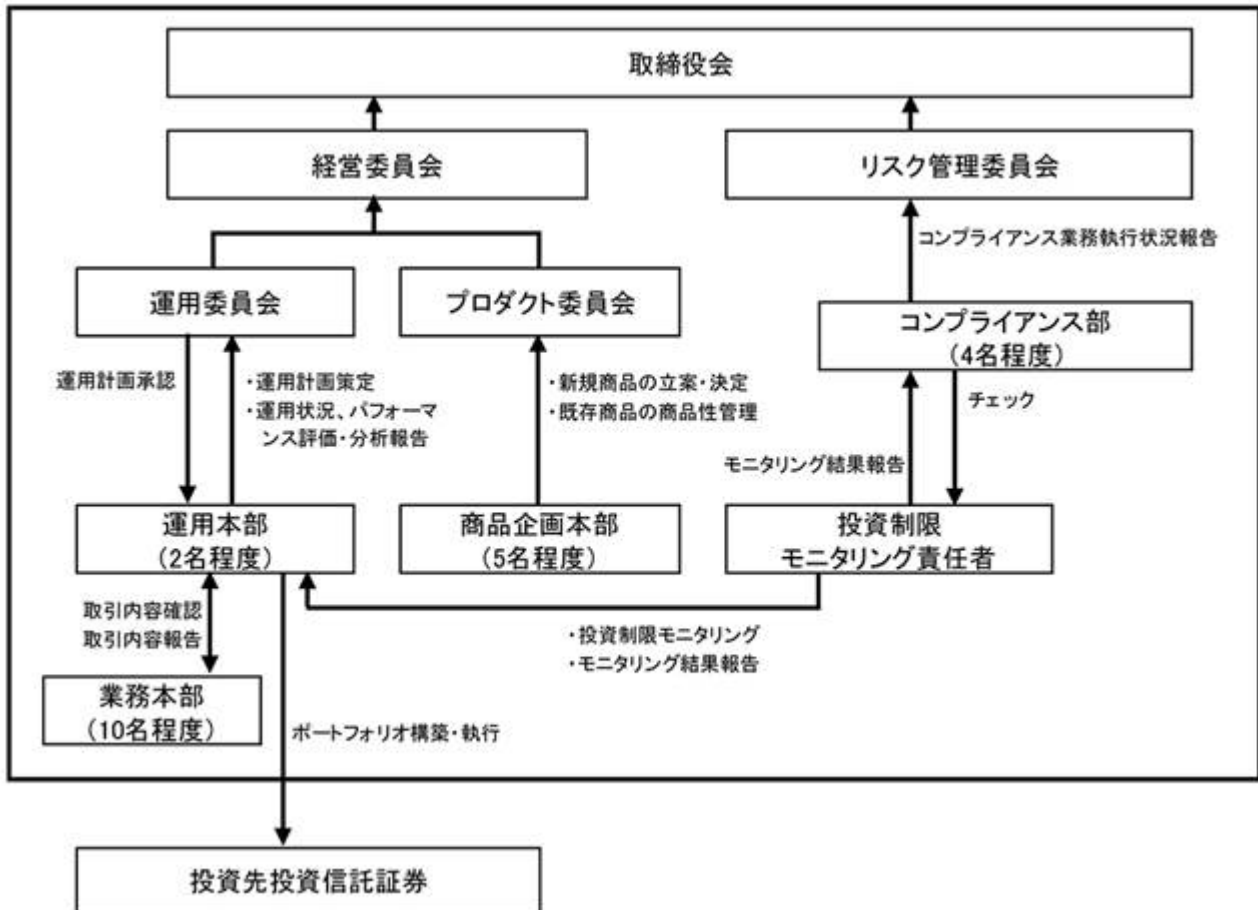 取締役会
経営委員会
リスク管理委員会
コンプライアンス業務執行状況報告
運用委員会
プロダクト委員会
コンプライアンス部
(4名程度)
運用計画承認
・運用計画策定
・運用状況、パフォーマ
ンス評価・分析報告
・新規商品の立案・決定
・既存商品の商品性管理
チェック
モニタリング結果報告
運用本部
(2名程度)
商品企画本部
(5名程度)
投資制限
モニタリング責任者
取引内容確認
取引内容報告
・投資制限モニタリング
・モニタリング結果報告
業務本部
(10名程度)
ポートフォリオ構築・執行
投資先投資信託証券